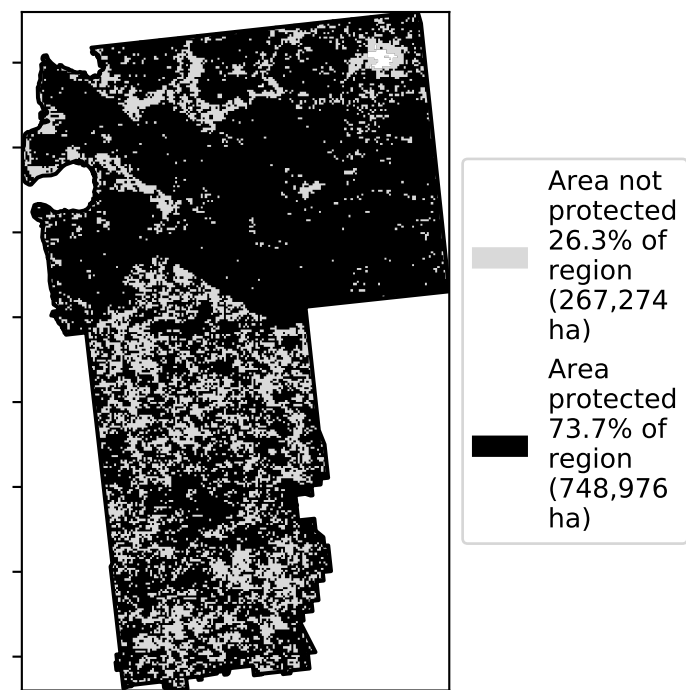 Area not
protected
26.3% of
region
(267,274
ha)
Area
protected
73.7% of
region
(748,976
ha)